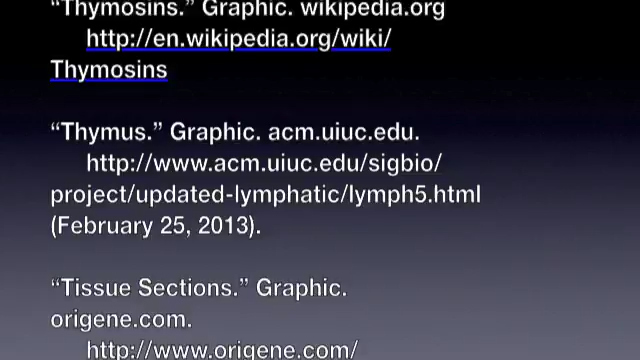 “Thymosins.” Graphic. wikipedia.org
http://en.wikipedia.org/wiki/
Thymosins
“Thymus.” Graphic. acm.uiuc.edu.
http://www.acm.uiuc.edu/sigbio/
project/updated-lymphatic/lymph5.html
(February 25, 2013).
“Tissue Sections.” Graphic.
origene.com.
http://www.origene.com/